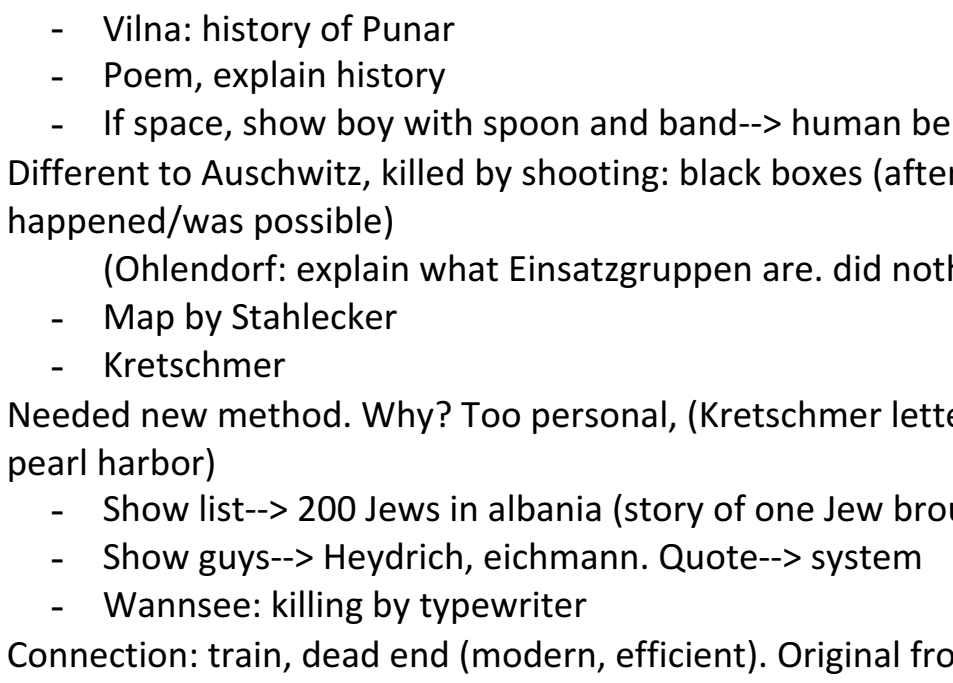 - Vilna: history of Punar
- Poem, explain history
- If space, show boy with spoon and band--> human be
Different to Auschwitz, killed by shooting: black boxes (after
happened/was possible)
(Ohlendorf: explain what Einsatzgruppen are. did noth
- Map by Stahlecker
- Kretschmer
Needed new method. Why? Too personal, (Kretschmer lette
pearl harbor)
- Show list--> 200 Jews in albania (story of one Jew brou
- Show guys--> Heydrich, eichmann. Quote--> system
- Wannsee: killing by typewriter
Connection: train, dead end (modern, efficient). Original fro